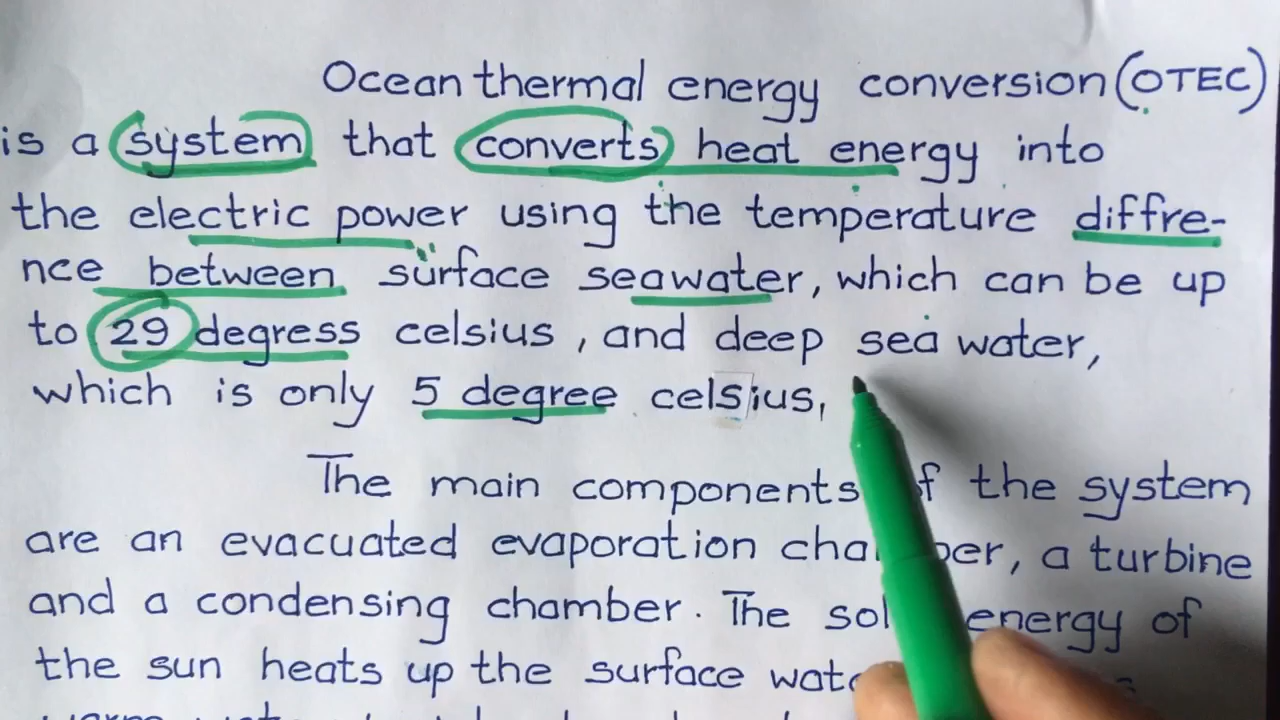 Ocean thermal energy conversion (OTEC)
is a system that converts heat energy into
the electric power using the temperature diffre-
nce between surface seawater, which can be up
to 29 degress celsius, and deep sea water,
which is only 5 degree celsius,
The main components of the system
are an evacuated evaporation chamber, a turbine
and a condensing chamber. The energy of
the sun heats up the surface